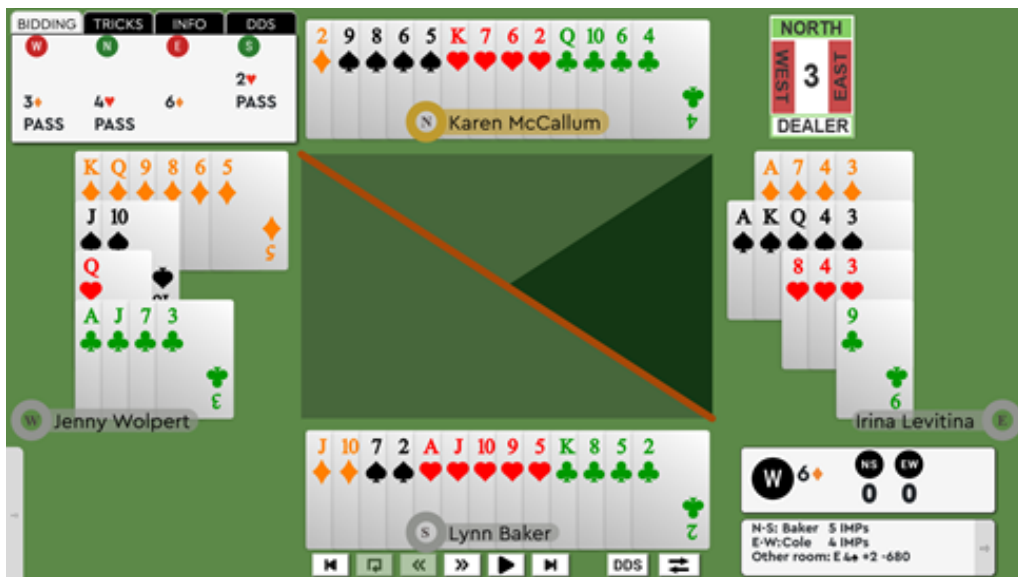 BIDDING TRICKS INFO DDS
W N E S
2♥
3♦ 4♥ 6♦ PASS
PASS PASS
2 9 8 6 5 K 7 6 2 Q 10 6 4
4
N Karen McCallum
NORTH
WEST 3 EAST
DEALER
K Q 9 8 6 5
5
J 10
10
Q
A J 7 3
3
W Jenny Wolpert
A 7 4 3
A K Q 4 3
8 4 3
9
9
Irina Levitina E
J 10 7 2 A J 10 9 5 K 8 5 2
2
S Lynn Baker
W 6♦ NS EW
0 0
N-S: Baker 5 IMPs
E-W:Cole 4 IMPs
Other room: E 4♠ +2 -680
DDS